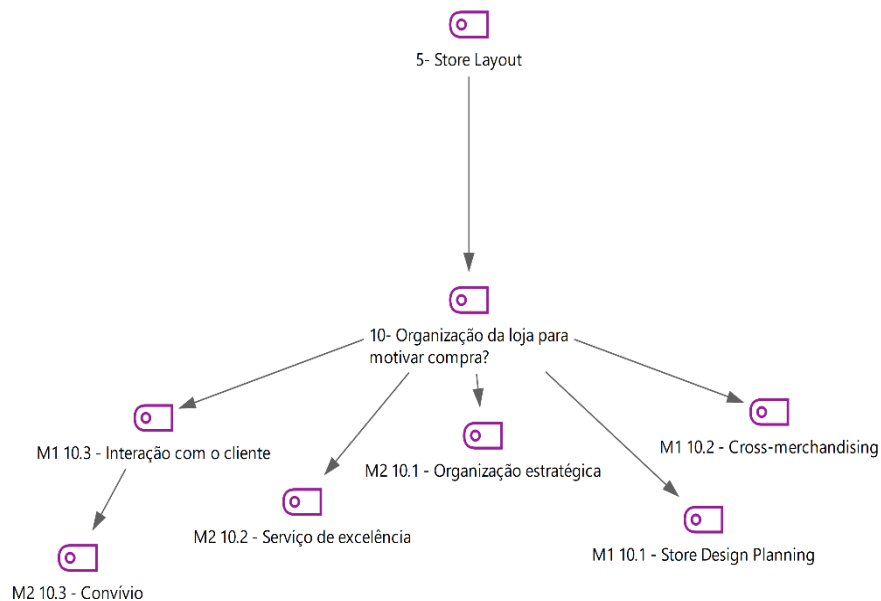 5- Store Layout
10- Organização da loja para
motivar compra?
M1 10.3 - Interação com o cliente
M1 10.2 - Cross-merchandising
M2 10.1 - Organização estratégica
M2 10.2 - Serviço de excelência
M1 10.1 - Store Design Planning
M2 10.3 - Convívio